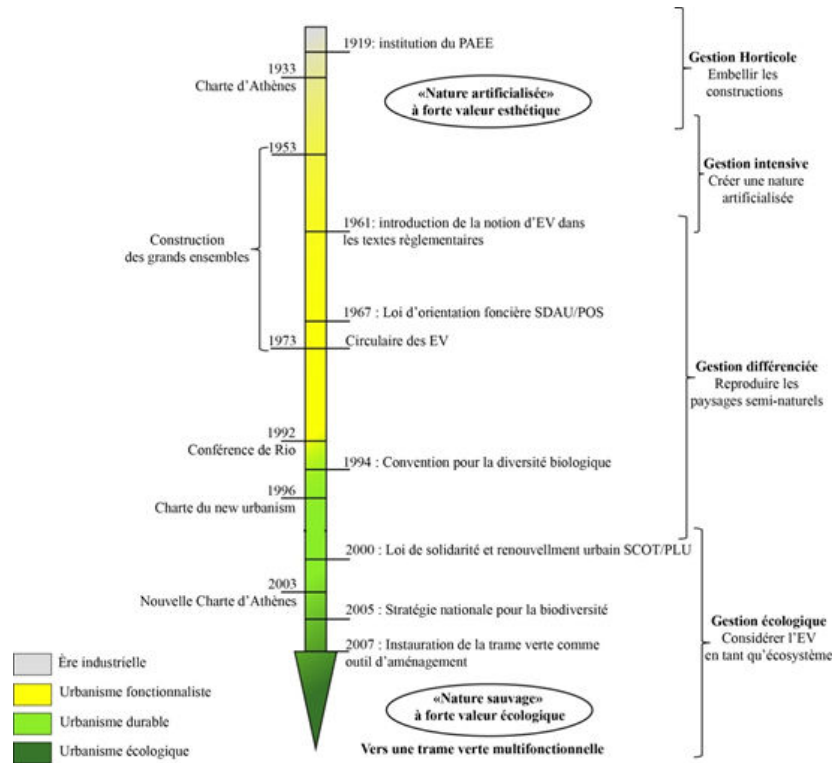 1919: institution du PAEE
1933
Charte d'Athènes
«Nature artificialisée»
à forte valeur esthétique
Gestion Horticole
Embellir les
constructions
1953
Gestion intensive
Créer une nature
artificialisée
Construction
des grands ensembles
1961: introduction de la notion d'EV dans
les textes règlementaires
1967 : Loi d'orientation foncière SDAU/POS
1973
Circulaire des EV
Gestion différenciée
Reproduire les
paysages semi-naturels
1992
Conférence de Rio
1994 : Convention pour la diversité biologique
1996
Charte du new urbanism
2000 : Loi de solidarité et renouvellment urbain SCOT/PLU
2003
Nouvelle Charte d'Athènes
2005 : Stratégie nationale pour la biodiversité
Gestion écologique
Considérer l'EV
en tant qu'écosystème
2007 : Instauration de la trame verte comme
outil d'aménagement
«Nature sauvage»
à forte valeur écologique
Vers une trame verte multifonctionnelle
Ère industrielle
Urbanisme fonctionnaliste
Urbanisme durable
Urbanisme écologique